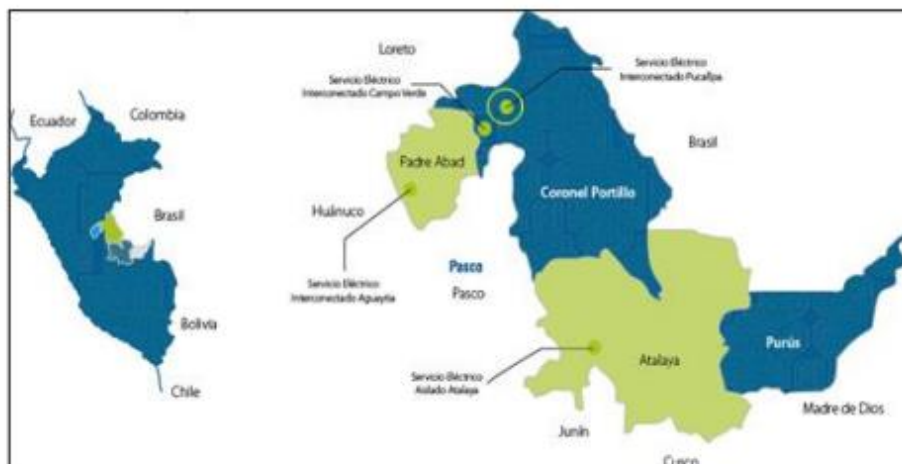 Ecuador
Colombia
Brasil
Bolivia
Chile
Loreto
Servicio Eléctrico
Interconectado Campo Verde
Servicio Eléctrico
Interconectado Pucallpa
Padre Abad
Brasil
Coronel Portillo
Huánuco
Pasco
Pasco
Servicio Eléctrico
Interconectado Aguaytia
Atalaya
Purús
Servicio Eléctrico
Aislado Atalaya
Madre de Dios
Junín
Cusco